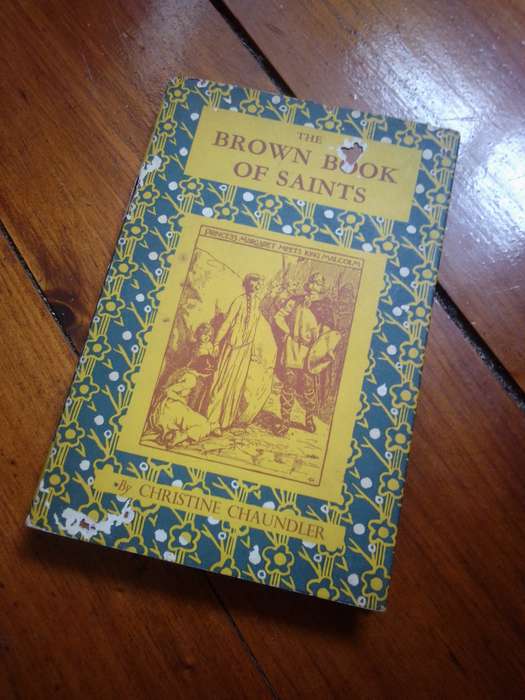 THE
BROWN BOOK
OF SAINTS
PRINCESS MARGARET MEETS KING MALCOLM
By CHRISTINE CHAUNDLER